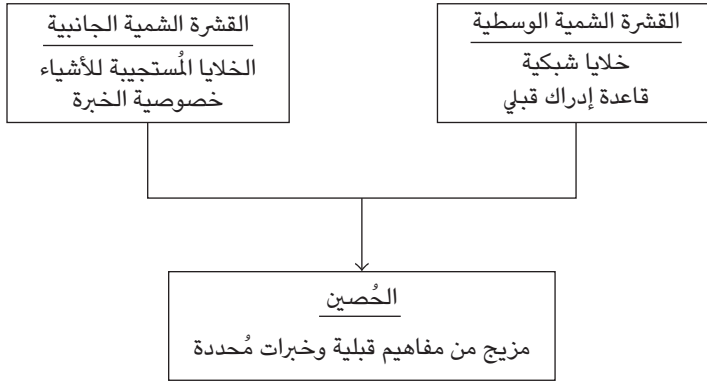 القشرة الشمية الوسطية
خلايا شبكية
قاعدة إدراك قبلي
القشرة الشمية الجانبية
الخلايا المُستجيبة للأشياء
خصوصية الخبرة
الحُصين
مزيج من مفاهيم قبلية وخبرات مُحددة